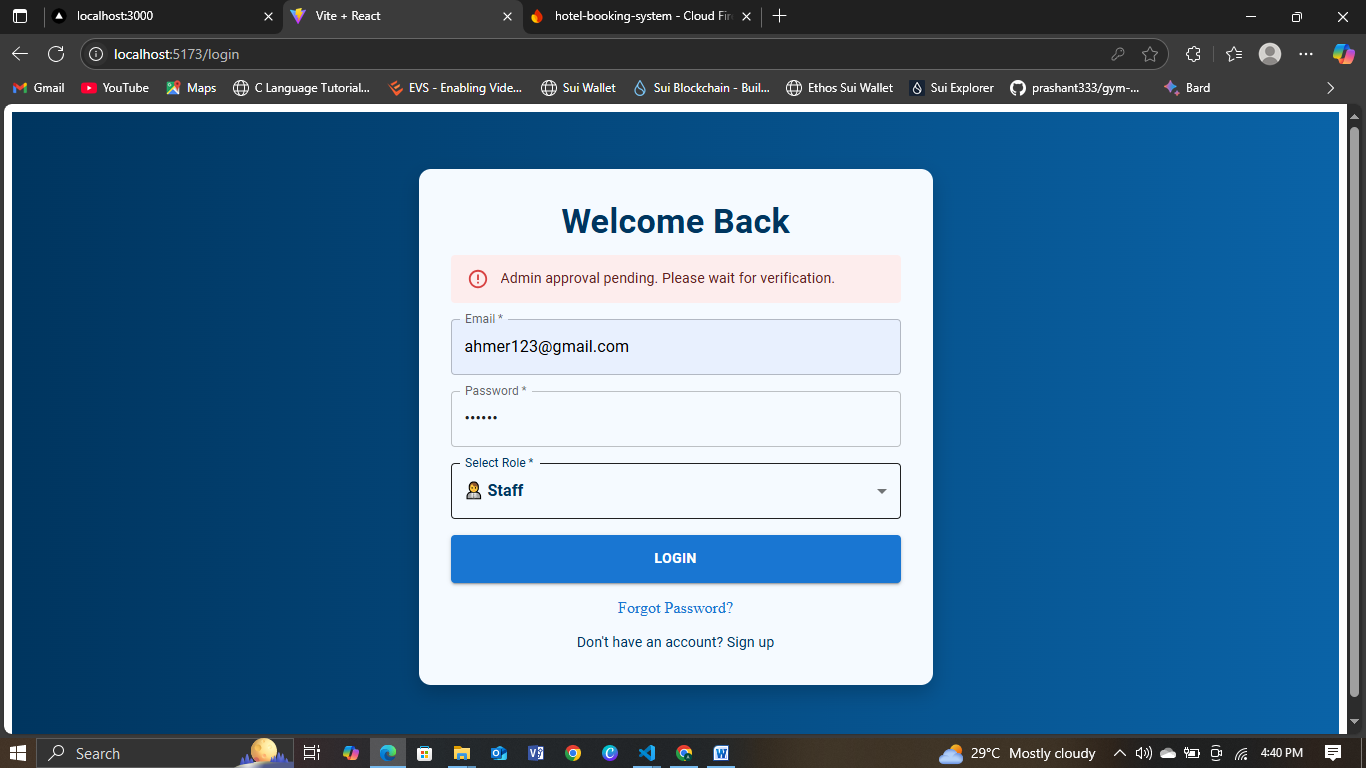 localhost:3000
Vite + React
hotel-booking-system - Cloud Fir
localhost:5173/login
Gmail
YouTube
Maps
C Language Tutorial...
EVS - Enabling Vide...
Sui Wallet
Sui Blockchain - Buil...
Ethos Sui Wallet
Sui Explorer
prashant333/gym-...
Bard
Welcome Back
Admin approval pending. Please wait for verification.
Email *
ahmer123@gmail.com
Password *
••••••
Select Role *
Staff
LOGIN
Forgot Password?
Don't have an account? Sign up
Search
29°C Mostly cloudy
4:40 PM